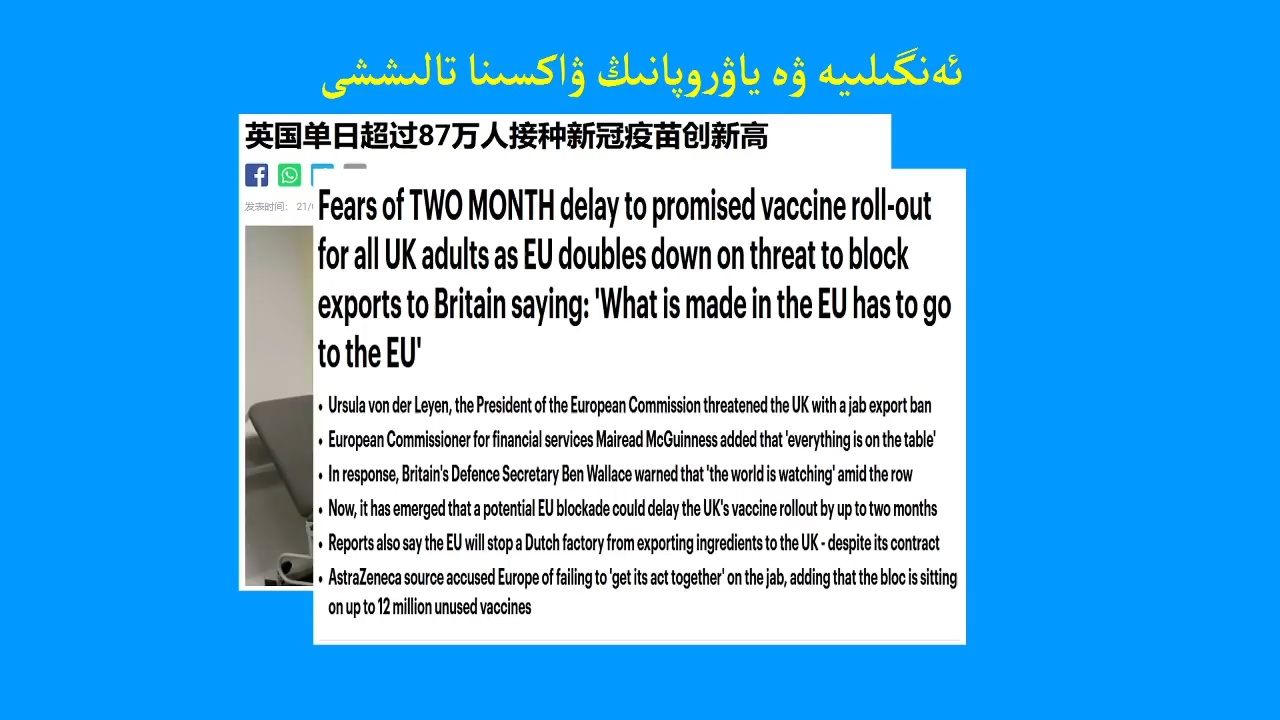 ئەنگىلىيە ۋە ياۋروپانىڭ ۋاكسىنا تالىششى
英国单日超过87万人接种新冠疫苗创新高
发表时间： 21/
Fears of TWO MONTH delay to promised vaccine roll-out
for all UK adults as EU doubles down on threat to block
exports to Britain saying: 'What is made in the EU has to go
to the EU'
• Ursula von der Leyen, the President of the European Commission threatened the UK with a jab export ban
• European Commissioner for financial services Mairead McGuinness added that 'everything is on the table'
• In response, Britain's Defence Secretary Ben Wallace warned that 'the world is watching' amid the row
• Now, it has emerged that a potential EU blockade could delay the UK's vaccine rollout by up to two months
• Reports also say the EU will stop a Dutch factory from exporting ingredients to the UK - despite its contract
• AstraZeneca source accused Europe of failing to 'get its act together' on the jab, adding that the bloc is sitting
on up to 12 million unused vaccines